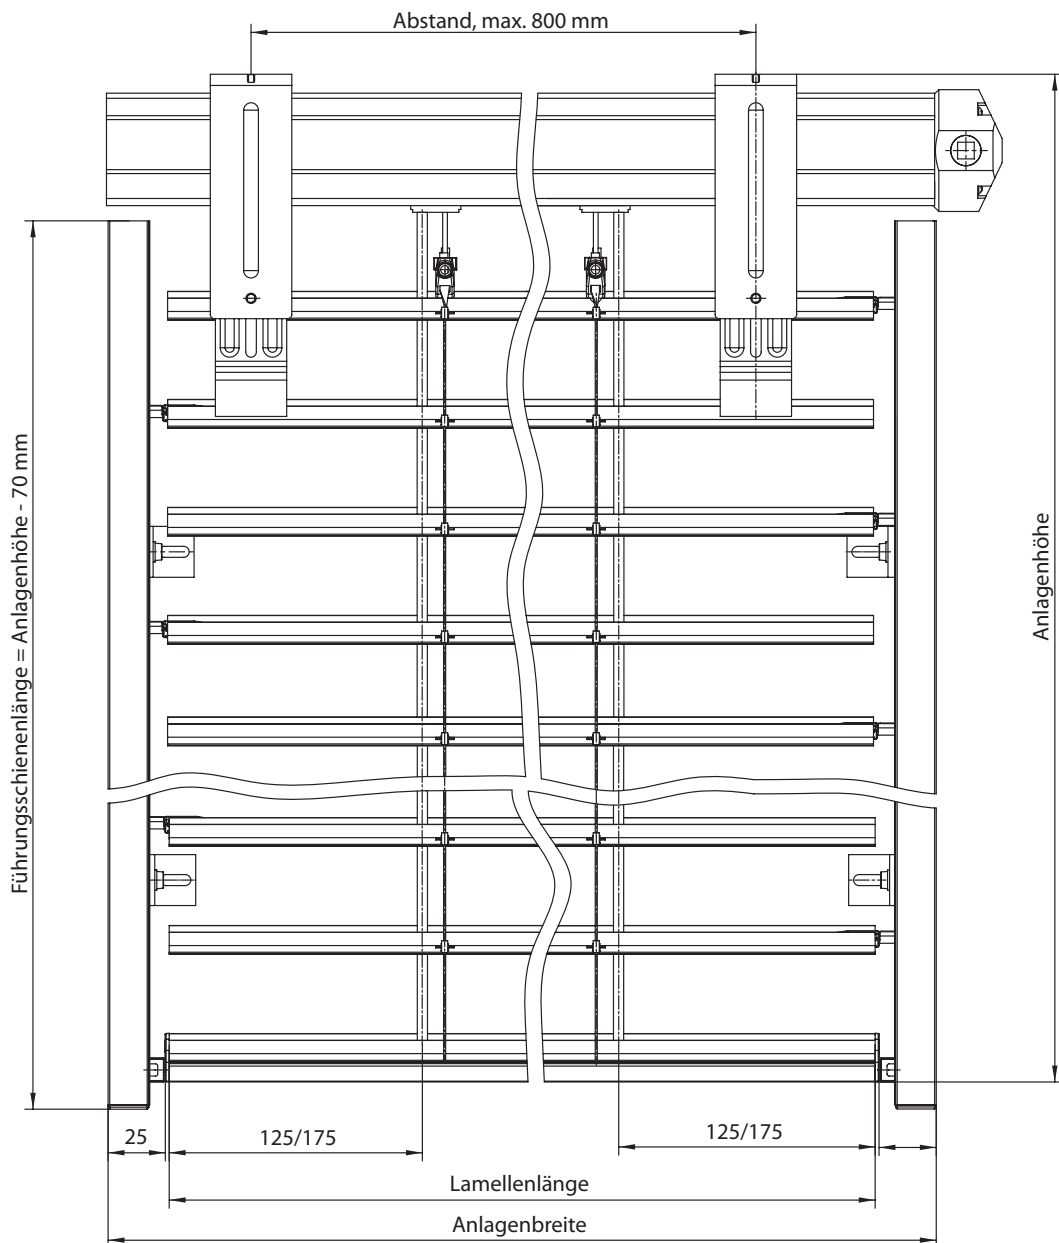 Abstand, max. 800 mm
Führungsschienenlänge = Anlagenhöhe - 70 mm
Anlagenhöhe
25
125/175
125/175
Lamellenlänge
Anlagenbreite